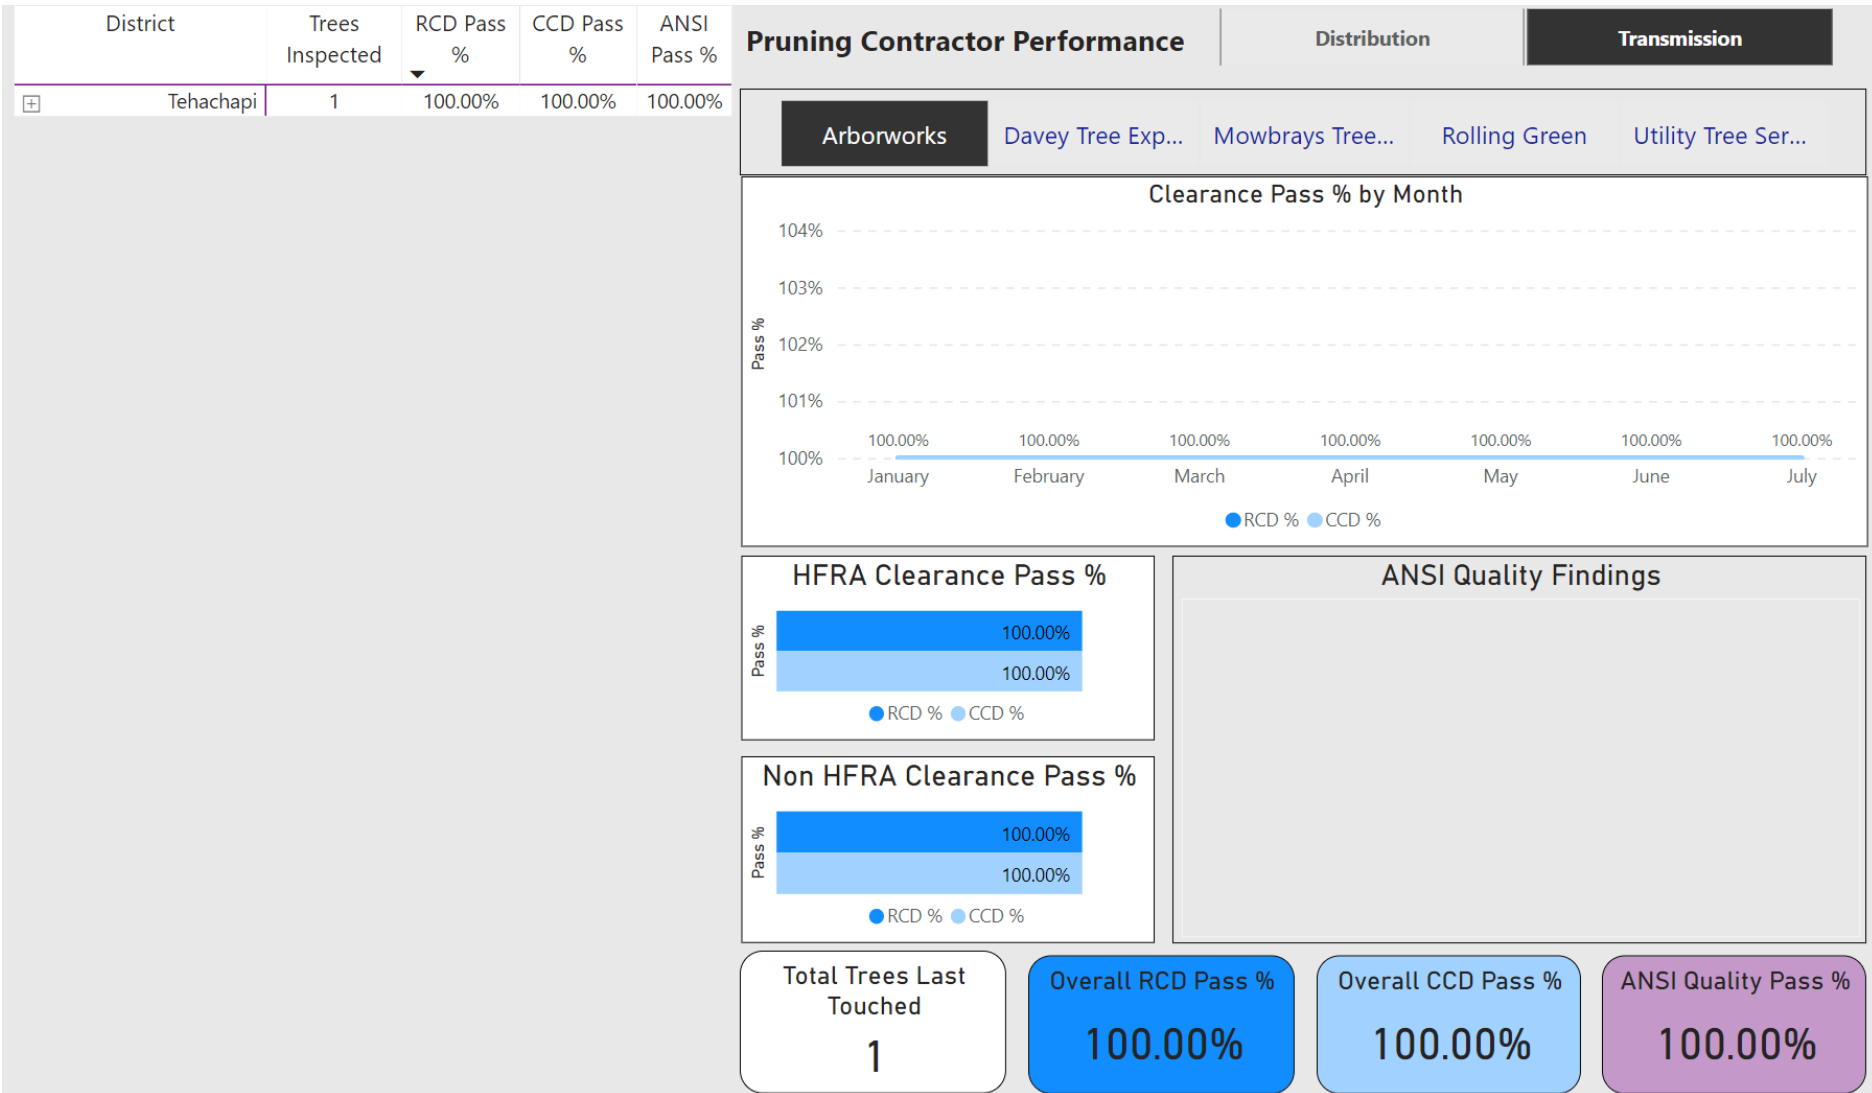 District Trees Inspected RCD Pass % CCD Pass % ANSI Pass %
Tehachapi 1 100.00% 100.00% 100.00%
Pruning Contractor Performance
Distribution Transmission
Arborworks Davey Tree Exp... Mowbrays Tree... Rolling Green Utility Tree Ser...
Clearance Pass % by Month
Pass %
104%
103%
102%
101%
100%
100.00% 100.00% 100.00% 100.00% 100.00% 100.00% 100.00%
January February March April May June July
RCD % CCD %
HFRA Clearance Pass %
Pass %
100.00%
100.00%
RCD % CCD %
Non HFRA Clearance Pass %
Pass %
100.00%
100.00%
RCD % CCD %
ANSI Quality Findings
Total Trees Last
Touched
1
Overall RCD Pass %
100.00%
Overall CCD Pass %
100.00%
ANSI Quality Pass %
100.00%